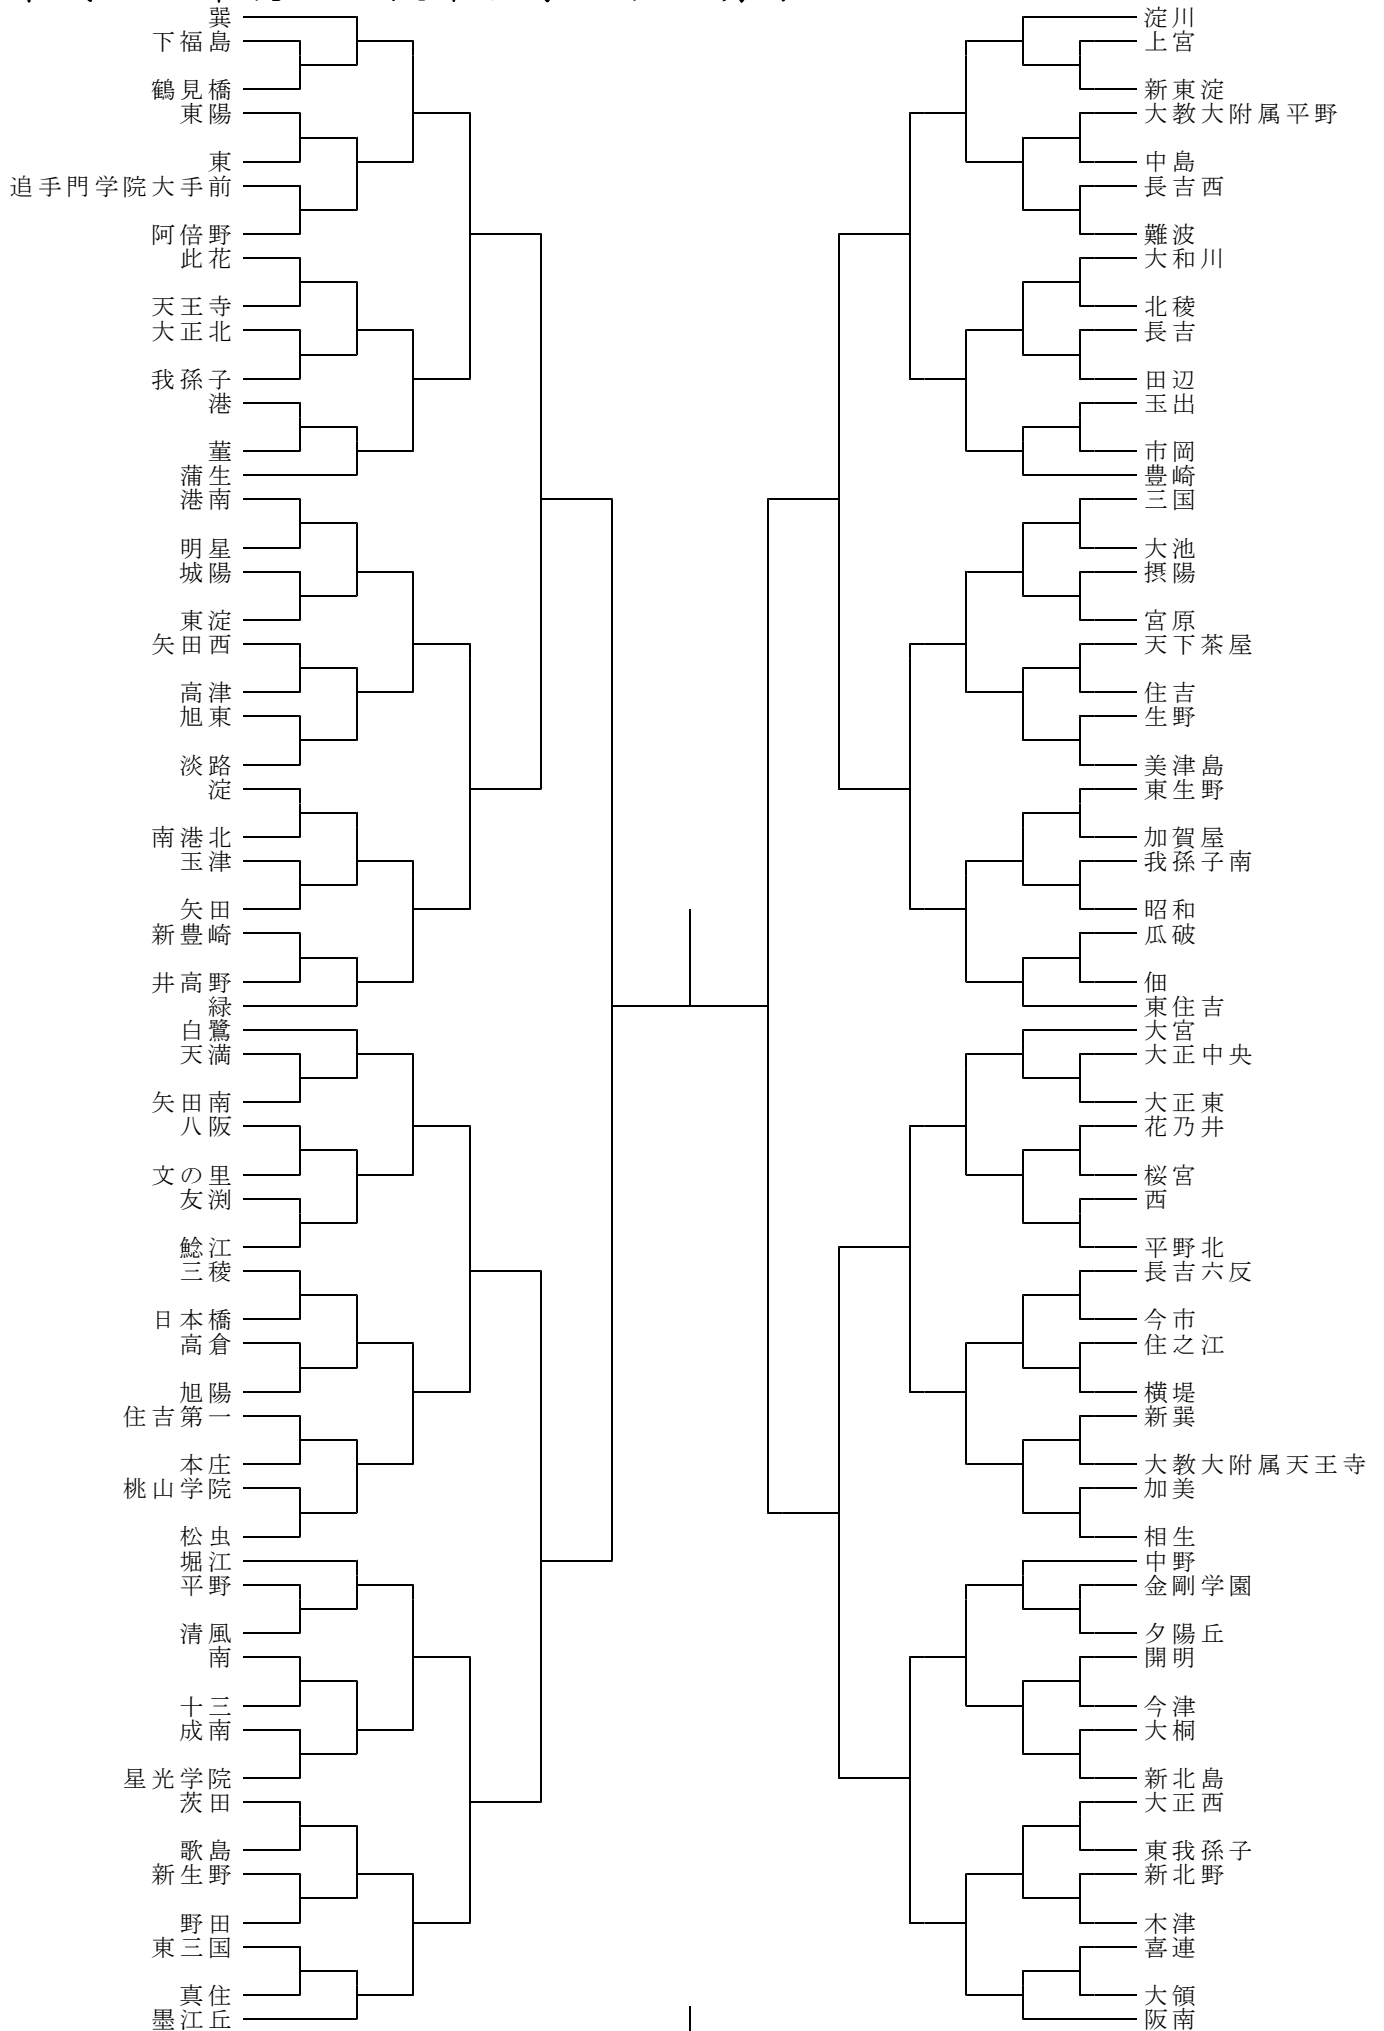 巽
下福島
鶴見橋
東陽
東
追手門学院大手前
阿倍野
此花
天王寺
大正北
我孫子
港
菫
蒲生
港南
明星
城陽
東淀
矢田西
高津
旭東
淡路
淀
南港北
玉津
矢田
新豊崎
井高野
緑
白鷺
天満
矢田南
八阪
文の里
友渕
鯰江
三稜
日本橋
高倉
旭陽
住吉第一
本庄
桃山学院
松虫
堀江
平野
清風
南
十三
成南
星光学院
茨田
歌島
新生野
野田
東三国
真住
墨江丘
淀川
上宮
新東淀
大教大附属平野
中島
長吉西
難波
大和川
北稜
長吉
田辺
玉出
市岡
豊崎
三国
大池
摂陽
宮原
天下茶屋
住吉
生野
美津島
東生野
加賀屋
我孫子南
昭和
瓜破
佃
東住吉
大宮
大正中央
大正東
花乃井
桜宮
西
平野北
長吉六反
今市
住之江
横堤
新巽
大教大附属天王寺
加美
相生
中野
金剛学園
夕陽丘
開明
今津
大桐
新北島
大正西
東我孫子
新北野
木津
喜連
大領
阪南